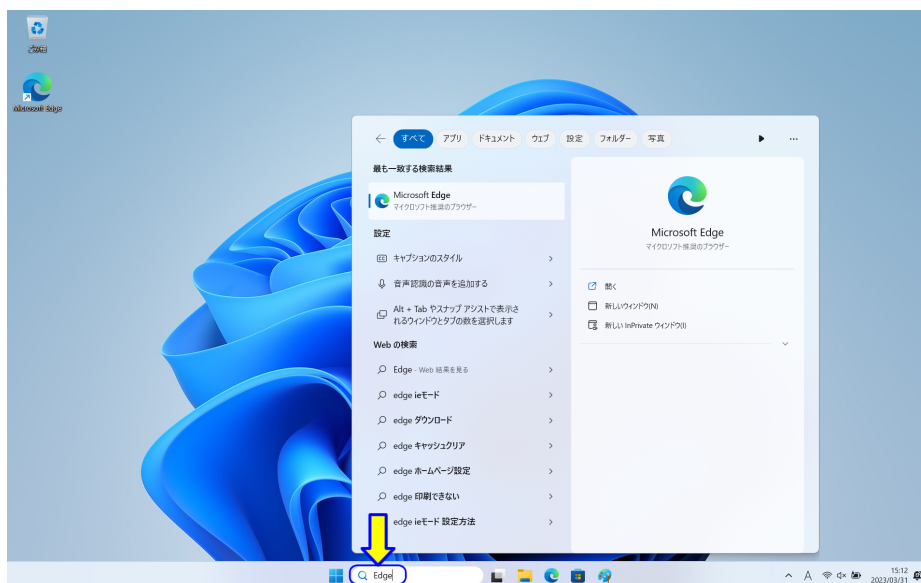 ごみ箱
Microsoft Edge
すべて
アプリ
ドキュメント
ウェブ
設定
フォルダー
写真
最も一致する検索結果
Microsoft Edge
マイクロソフト推奨のブラウザー
設定
キャプションのスタイル
音声認識の音声を追加する
Alt + Tab やスナップ アシストで表示さ
れるウィンドウとタブの数を選択します
Web の検索
Edge - Web 結果を見る
edge ieモード
edge ダウンロード
edge キャッシュクリア
edge ホームページ設定
edge 印刷できない
edge ieモード 設定方法
Microsoft Edge
マイクロソフト推奨のブラウザー
開く
新しいウィンドウ(N)
新しい InPrivate ウィンドウ(I)
Edge
A
15:12
2023/03/31